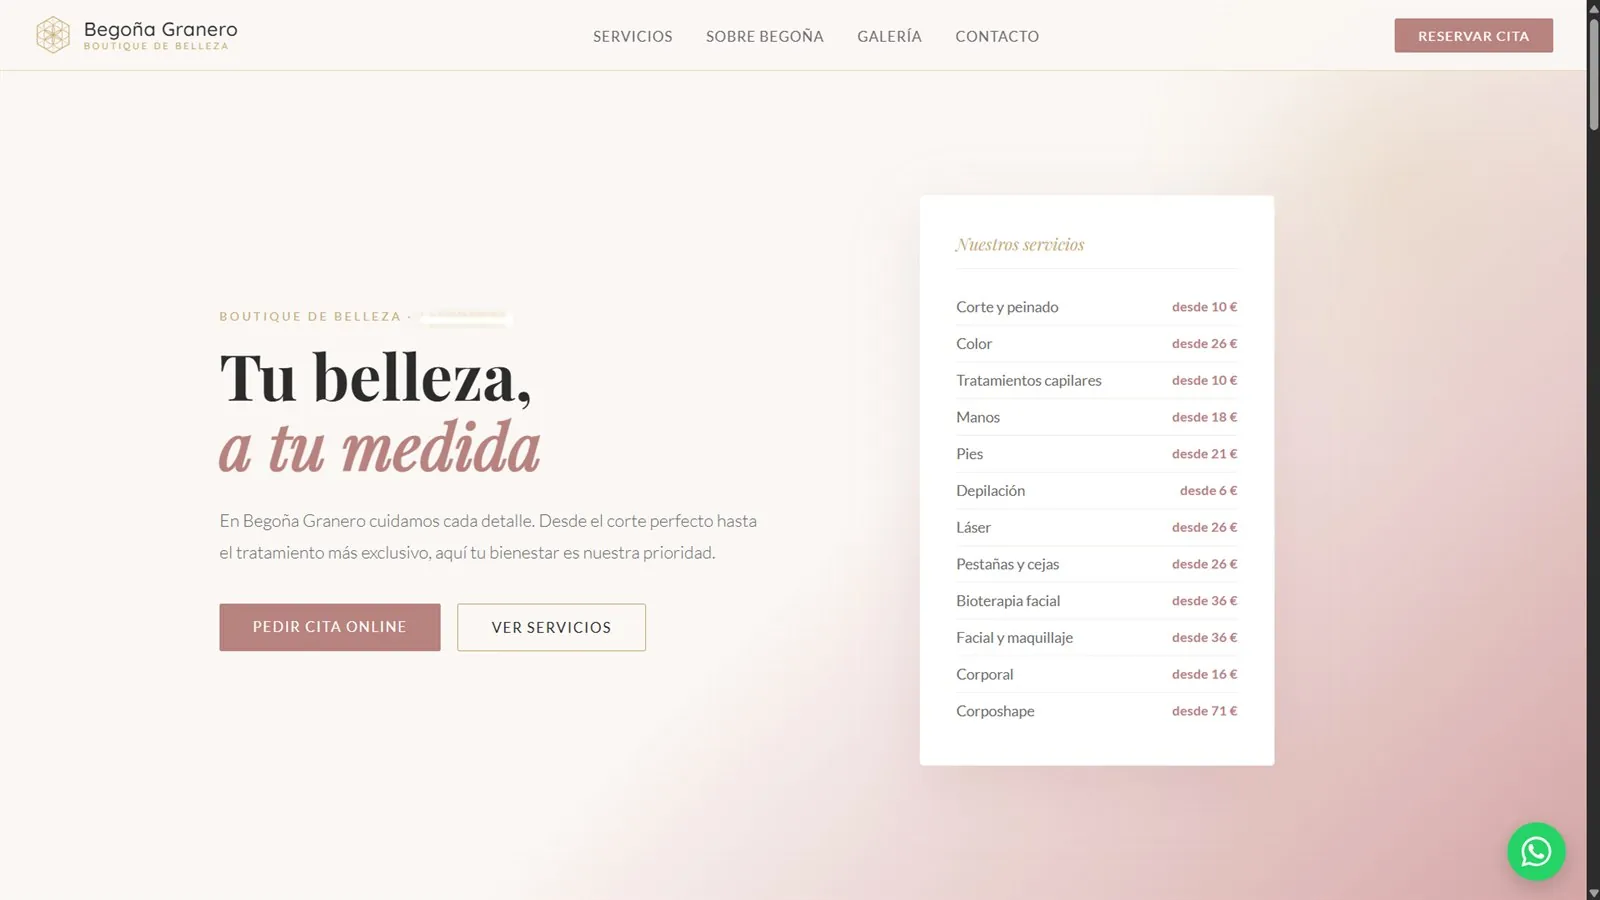 Begoña Granero
BOUTIQUE DE BELLEZA
SERVICIOS
SOBRE BEGOÑA
GALERÍA
CONTACTO
RESERVAR CITA
BOUTIQUE DE BELLEZA ·
Tu belleza,
a tu medida
En Begoña Granero cuidamos cada detalle. Desde el corte perfecto hasta
el tratamiento más exclusivo, aquí tu bienestar es nuestra prioridad.
PEDIR CITA ONLINE
VER SERVICIOS
Nuestros servicios
Corte y peinado desde 10 €
Color desde 26 €
Tratamientos capilares desde 10 €
Manos desde 18 €
Pies desde 21 €
Depilación desde 6 €
Láser desde 26 €
Pestañas y cejas desde 26 €
Bioterapia facial desde 36 €
Facial y maquillaje desde 36 €
Corporal desde 16 €
Corposhape desde 71 €